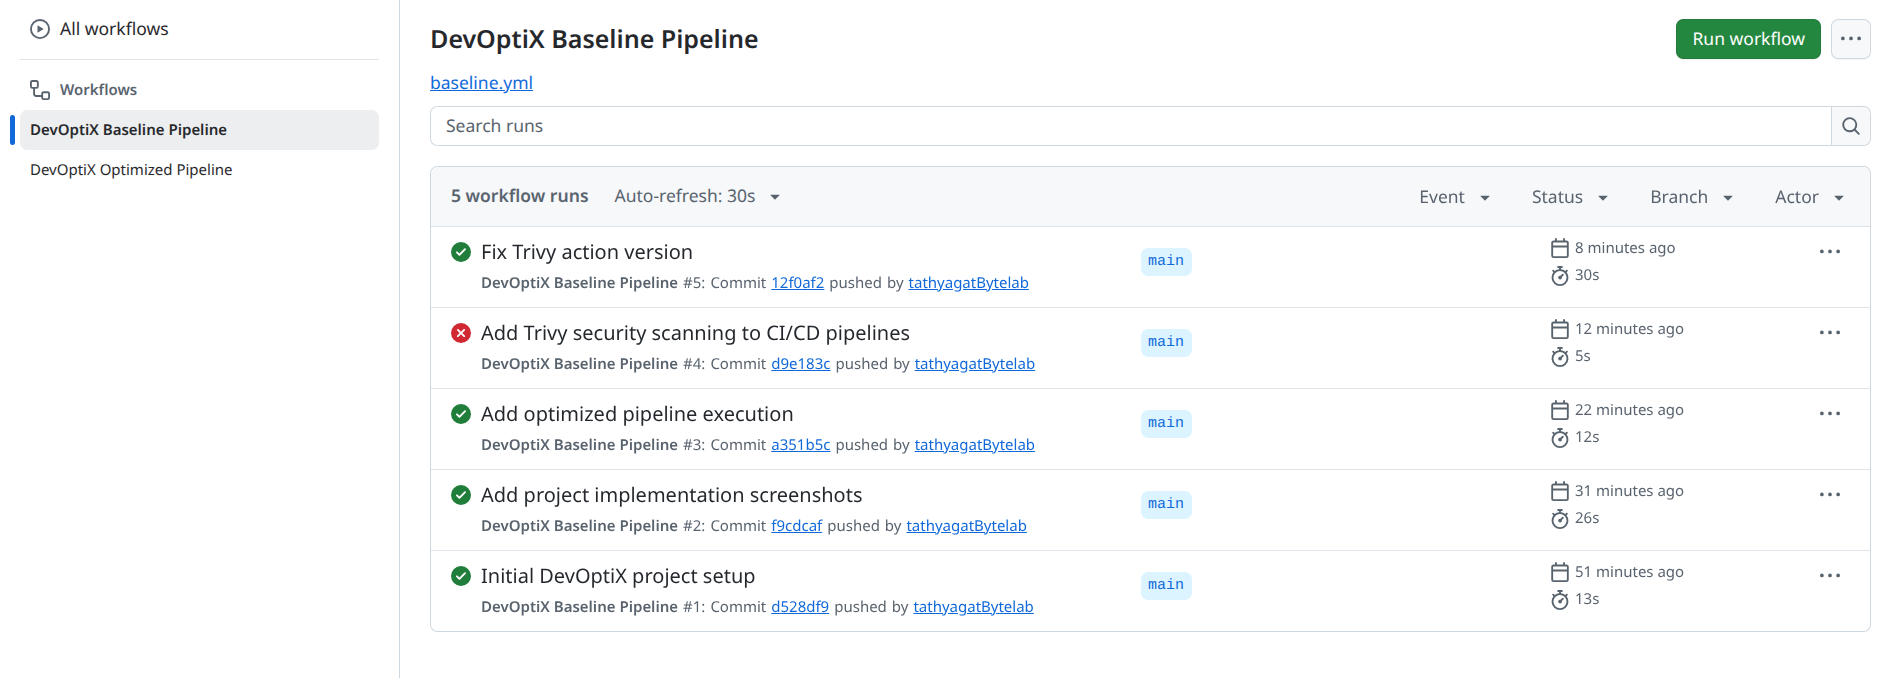 All workflows
Workflows
DevOptiX Baseline Pipeline
DevOptiX Optimized Pipeline
DevOptiX Baseline Pipeline
Run workflow
baseline.yml
Search runs
5 workflow runs Auto-refresh: 30s Event Status Branch Actor
Fix Trivy action version
DevOptiX Baseline Pipeline #5: Commit 12f0af2 pushed by tathyagatBytelab
main
8 minutes ago
30s
Add Trivy security scanning to CI/CD pipelines
DevOptiX Baseline Pipeline #4: Commit d9e183c pushed by tathyagatBytelab
main
12 minutes ago
5s
Add optimized pipeline execution
DevOptiX Baseline Pipeline #3: Commit a351b5c pushed by tathyagatBytelab
main
22 minutes ago
12s
Add project implementation screenshots
DevOptiX Baseline Pipeline #2: Commit f9cdcaf pushed by tathyagatBytelab
main
31 minutes ago
26s
Initial DevOptiX project setup
DevOptiX Baseline Pipeline #1: Commit d528df9 pushed by tathyagatBytelab
main
51 minutes ago
13s